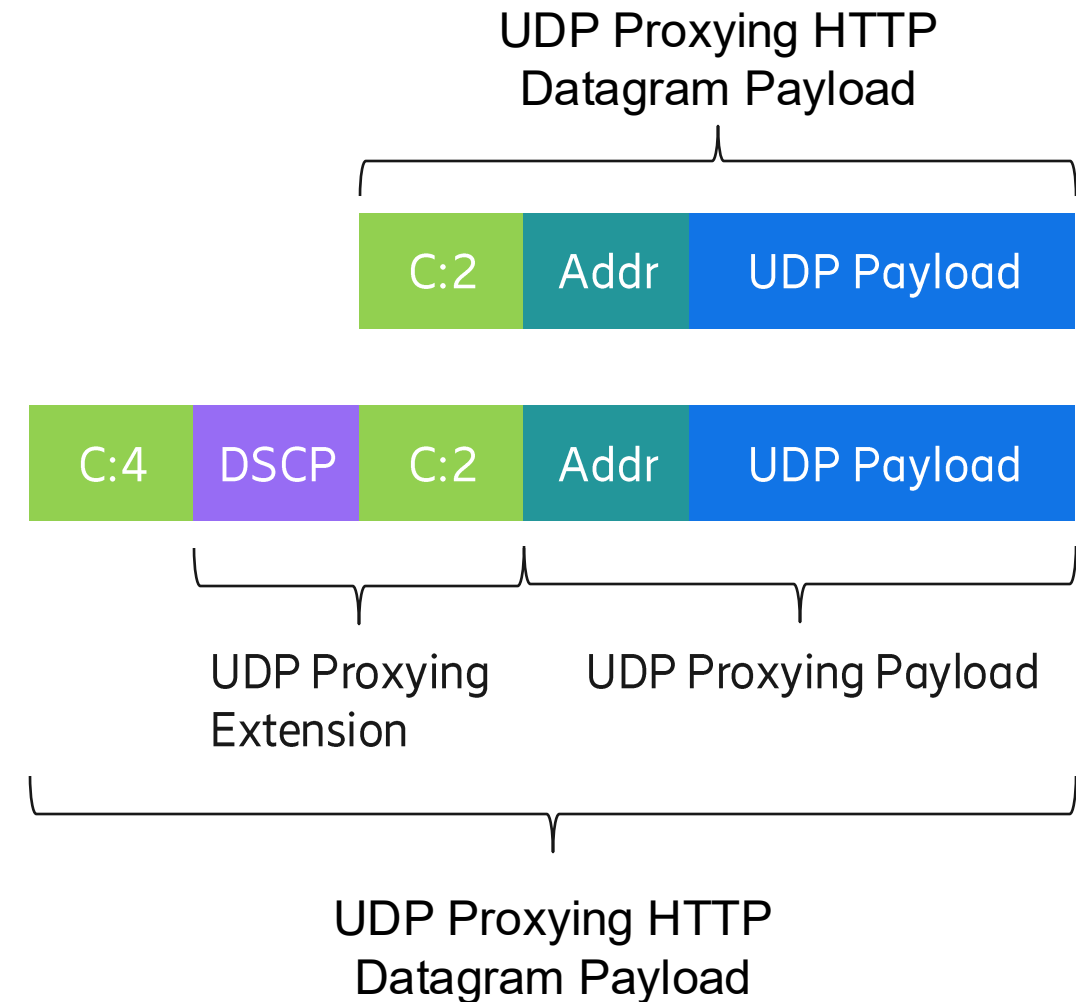 UDP Proxying HTTP
Datagram Payload
C:2 Addr UDP Payload
C:4 DSCP C:2 Addr UDP Payload
UDP Proxying
Extension
UDP Proxying Payload
UDP Proxying HTTP
Datagram Payload